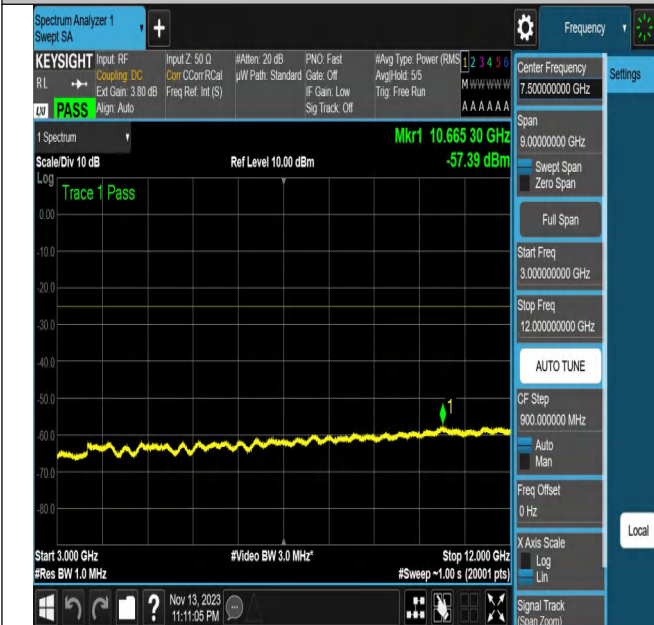 Spectrum Analyzer 1
Swept SA
+
Frequency
KEYSIGHT
R L
LXI
PASS
Input: RF
Coupling: DC
Ext Gain: 3.80 dB
Align: Auto
Input Z: 50 Ω
Corr CCorr RCal
Freq Ref: Int (S)
#Atten: 20 dB
µW Path: Standard
PNO: Fast
Gate: Off
IF Gain: Low
Sig Track: Off
#Avg Type: Power (RMS
Avg|Hold: 5/5
Trig: Free Run
1 2 3 4 5 6
M W W W W W
A A A A A A
1 Spectrum
Scale/Div 10 dB
Ref Level 10.00 dBm
Mkr1 10.665 30 GHz
-57.39 dBm
Log
Trace 1 Pass
0.00
-10.0
-20.0
-30.0
-40.0
-50.0
-60.0
-70.0
-80.0
1
Start 3.000 GHz
#Video BW 3.0 MHz*
Stop 12.000 GHz
#Res BW 1.0 MHz
#Sweep ~1.00 s (20001 pts)
?
Nov 13, 2023
11:11:05 PM
Center Frequency
7.500000000 GHz
Settings
Span
9.00000000 GHz
Swept Span
Zero Span
Full Span
Start Freq
3.000000000 GHz
Stop Freq
12.000000000 GHz
AUTO TUNE
CF Step
900.000000 MHz
Auto
Man
Freq Offset
0 Hz
X Axis Scale
Log
Lin
Local
Signal Track
(Span Zoom)